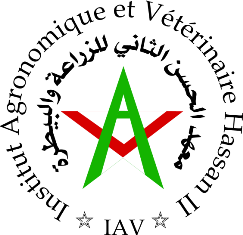 Institut Agronomique et Vétérinaire Hassan II
معهد الحسن الثاني للزراعة والبيطرة
IAV